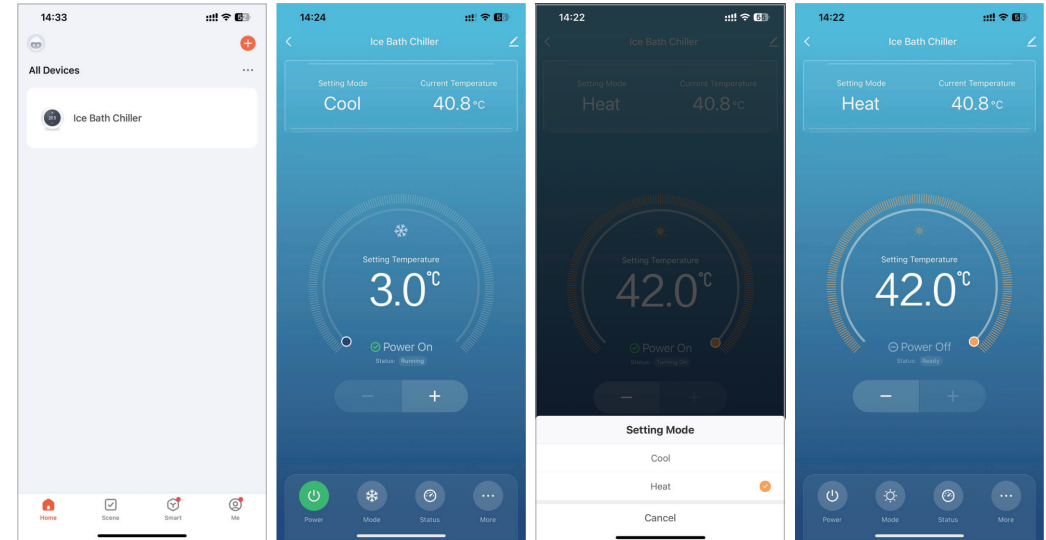 14:33
All Devices
Ice Bath Chiller
Home
Scene
Smart
Me
14:24
Ice Bath Chiller
Setting Mode
Current Temperature
Cool
40.8 °C
Setting Temperature
3.0°C
Power On
Status: Running
Power
Mode
Status
More
14:22
Ice Bath Chiller
Setting Mode
Current Temperature
Heat
40.8 °C
Setting Temperature
42.0°C
Power On
Status:
Setting Mode
Cool
Heat
Cancel
14:22
Ice Bath Chiller
Setting Mode
Current Temperature
Heat
40.8 °C
Setting Temperature
42.0°C
Power Off
Status: Ready
Power
Mode
Status
More